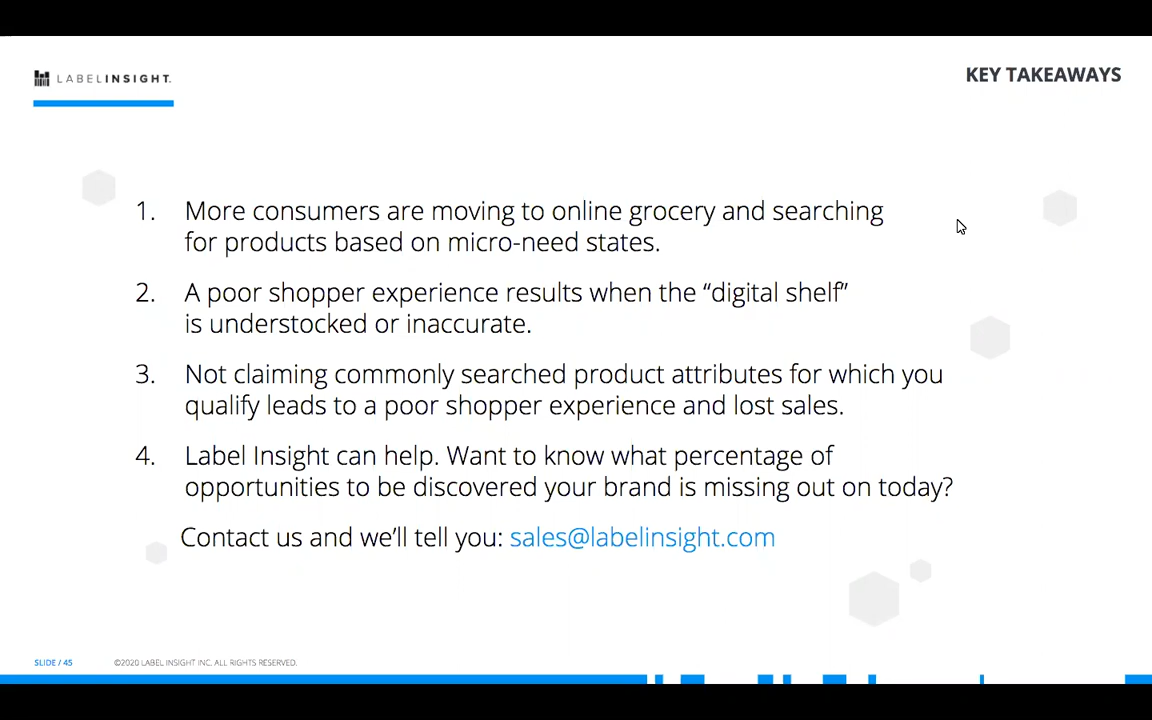 LABELINSIGHT.
KEY TAKEAWAYS
1. More consumers are moving to online grocery and searching
for products based on micro-need states.
2. A poor shopper experience results when the “digital shelf”
is understocked or inaccurate.
3. Not claiming commonly searched product attributes for which you
qualify leads to a poor shopper experience and lost sales.
4. Label Insight can help. Want to know what percentage of
opportunities to be discovered your brand is missing out on today?
Contact us and we’ll tell you: sales@labelinsight.com
SLIDE / 45 ©2020 LABEL INSIGHT INC. ALL RIGHTS RESERVED.